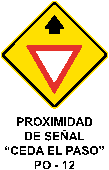 PROXIMIDAD
DE SEÑAL
“CEDA EL PASO”
PO - 12